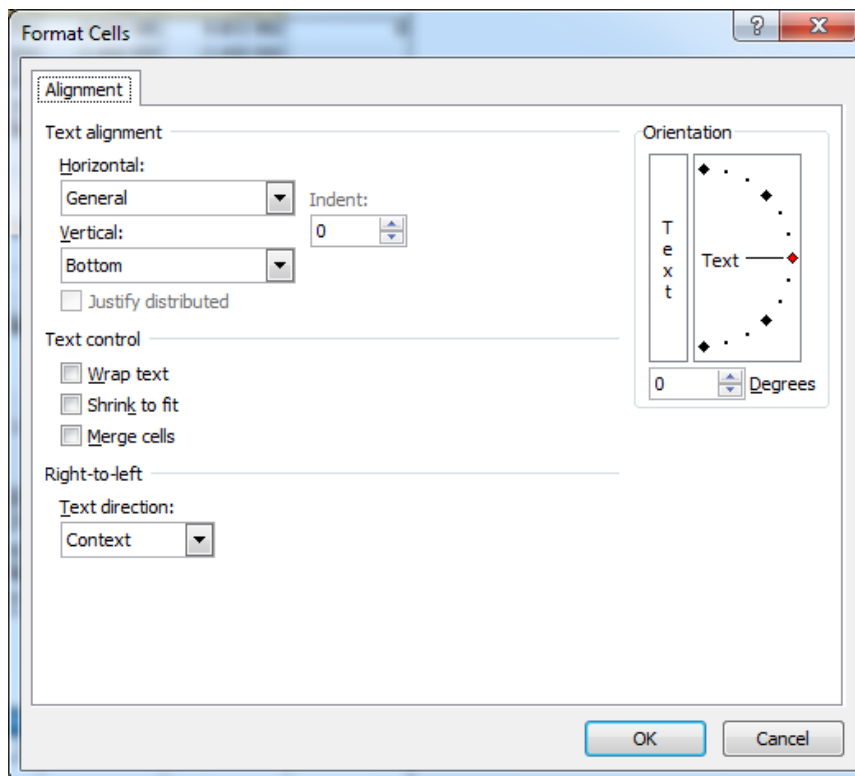 Format Cells
Alignment
Text alignment
Horizontal:
General
Indent:
0
Vertical:
Bottom
Justify distributed
Text control
Wrap text
Shrink to fit
Merge cells
Right-to-left
Text direction:
Context
Orientation
Text
Text
0 Degrees
OK Cancel